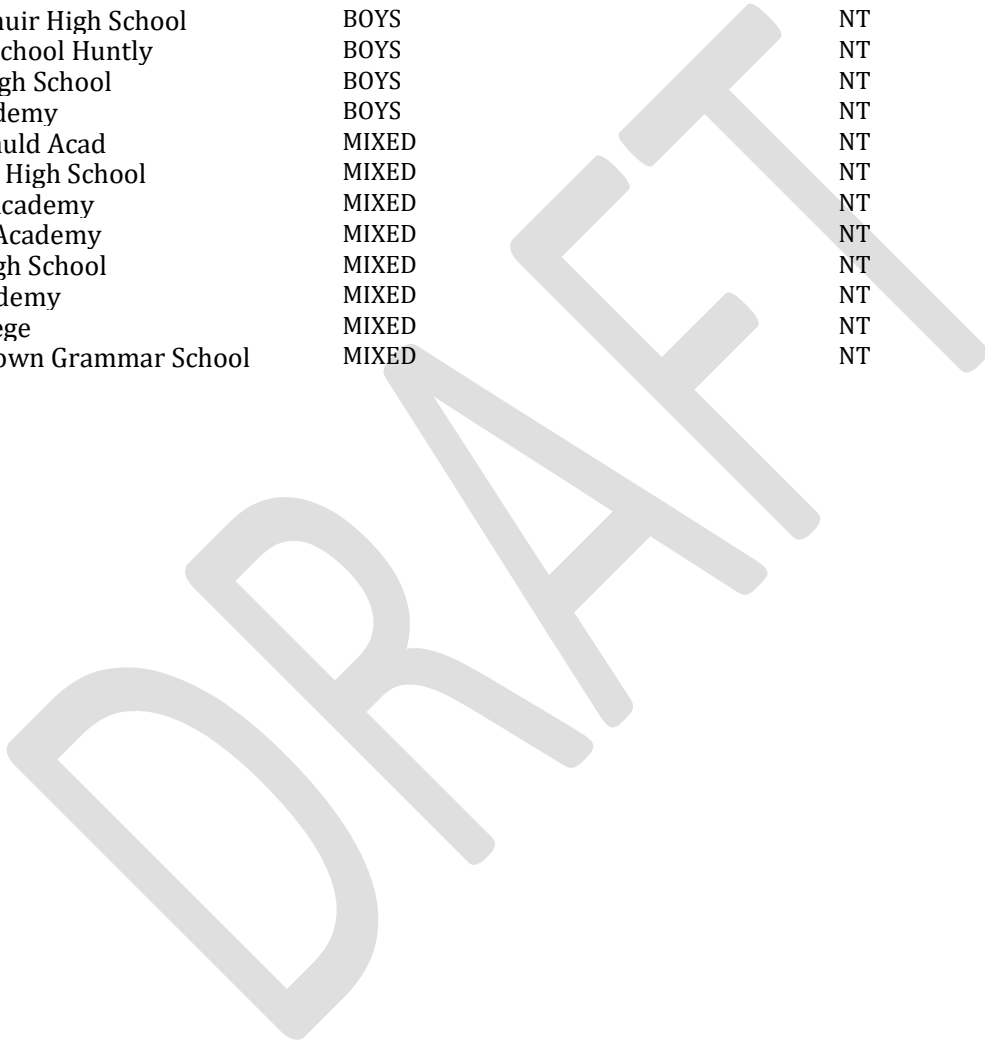 uir High School BOYS NT
chool Huntly BOYS NT
gh School BOYS NT
demy BOYS NT
uld Acad MIXED NT
High School MIXED NT
cademy MIXED NT
Academy MIXED NT
gh School MIXED NT
demy MIXED NT
ege MIXED NT
own Grammar School MIXED NT
DRAFT